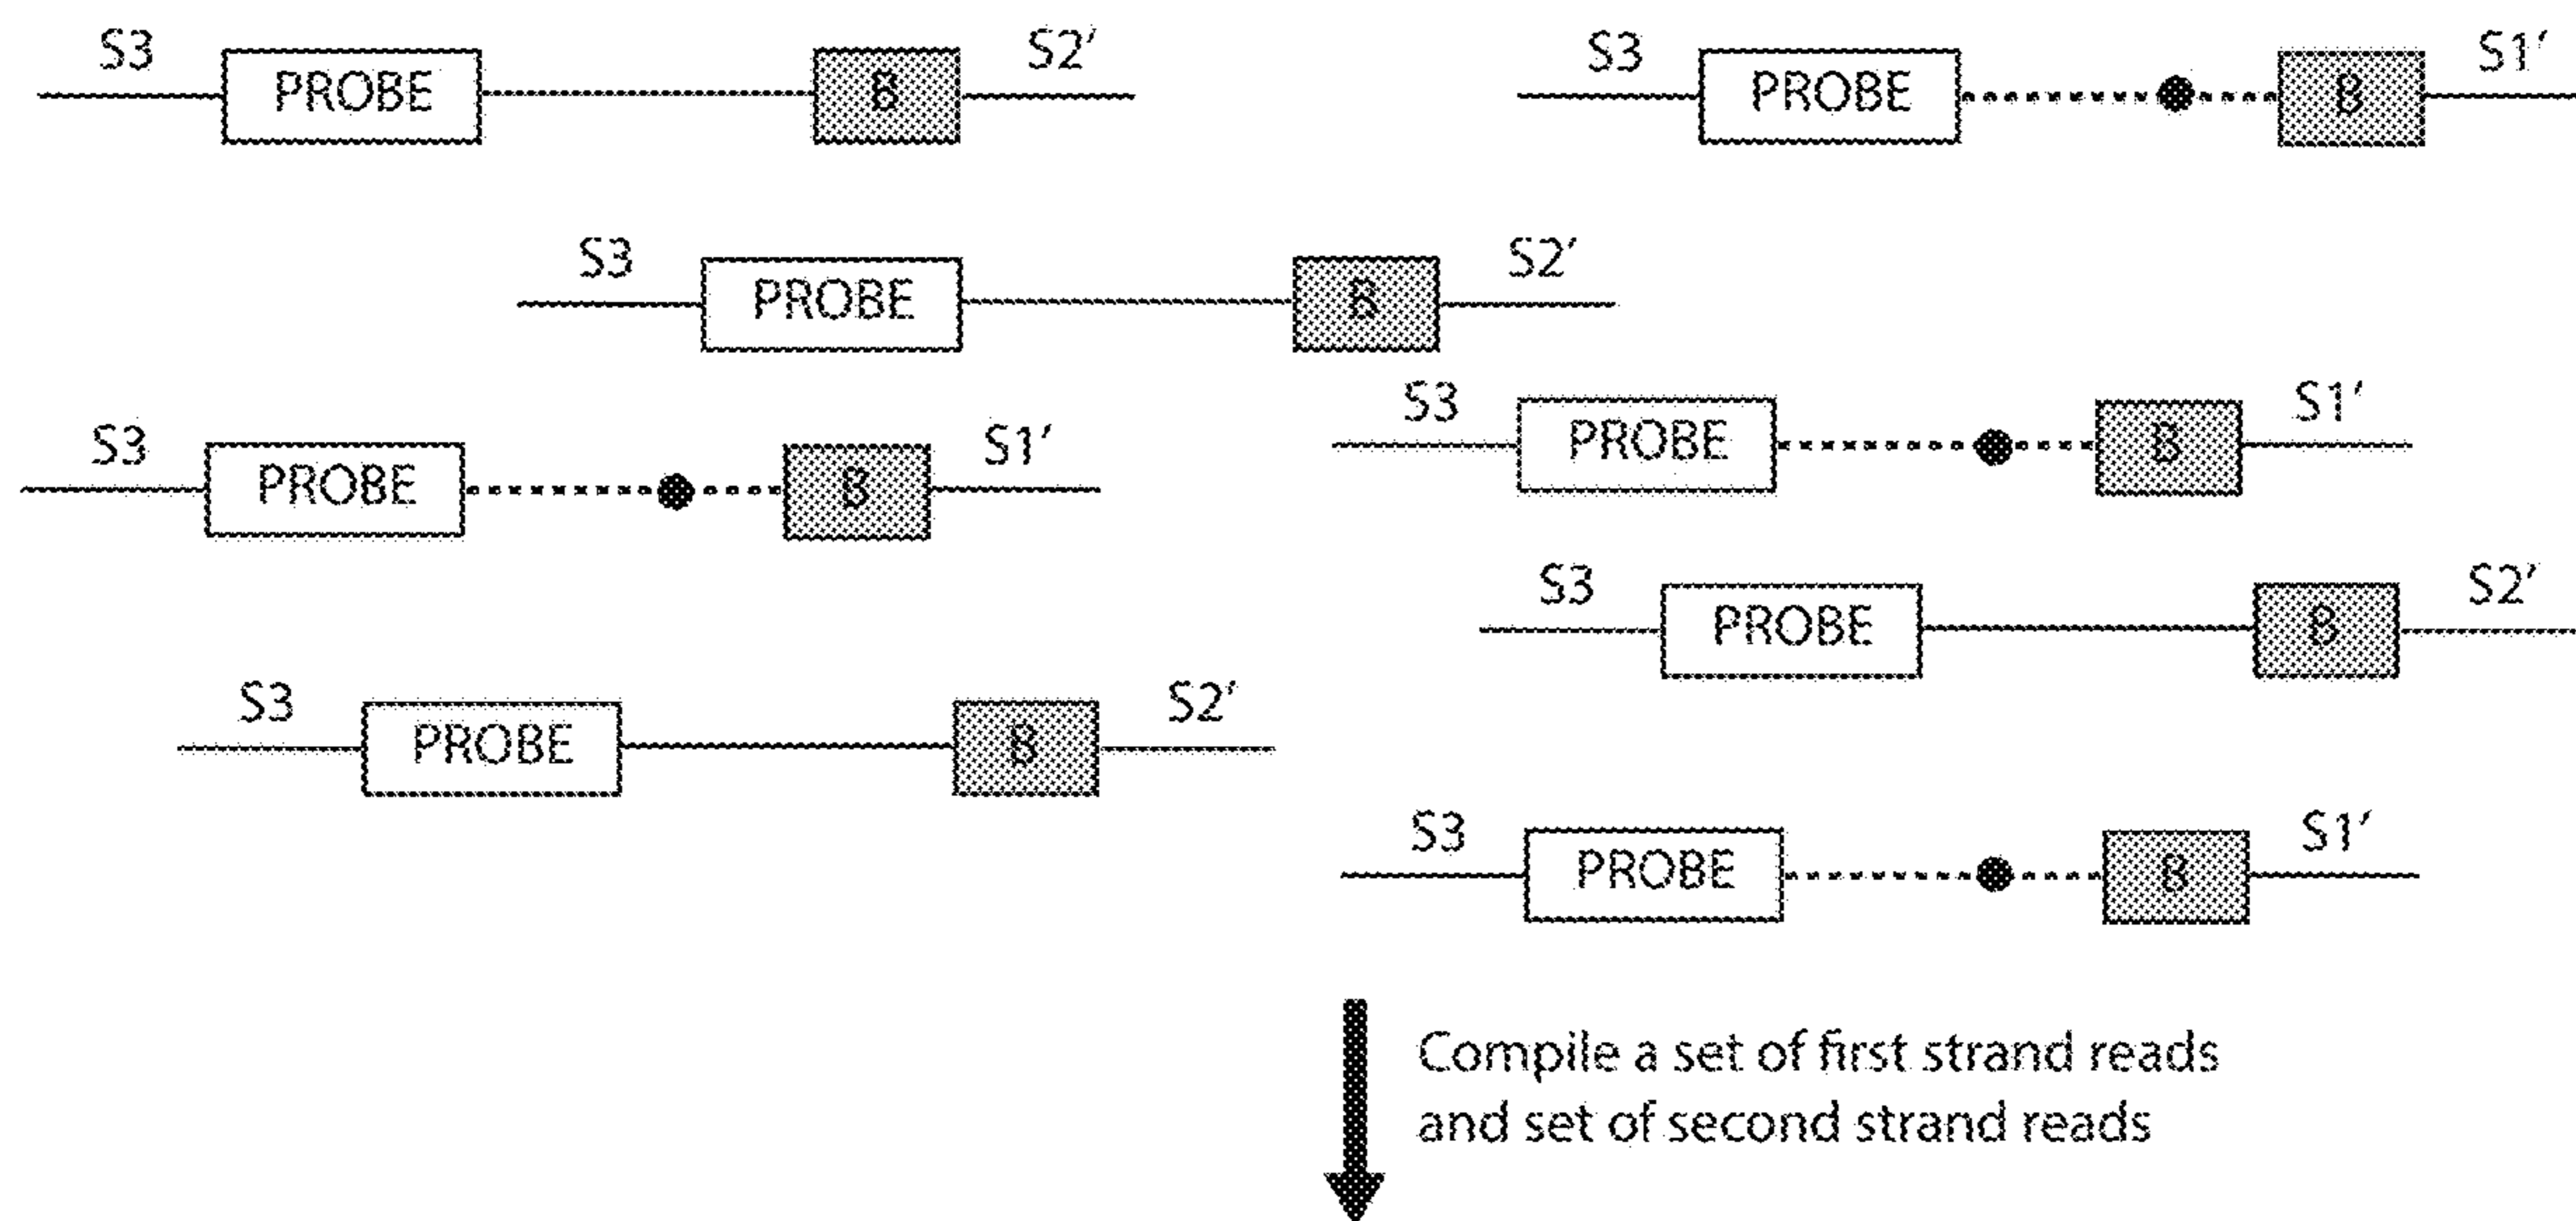 S3 PROBE B S2′
S3 PROBE B S1′
S3 PROBE B S2′
S3 PROBE B S1′
S3 PROBE B S1′
S3 PROBE B S2′
S3 PROBE B S2′
S3 PROBE B S1′
Compile a set of first strand reads
and set of second strand reads